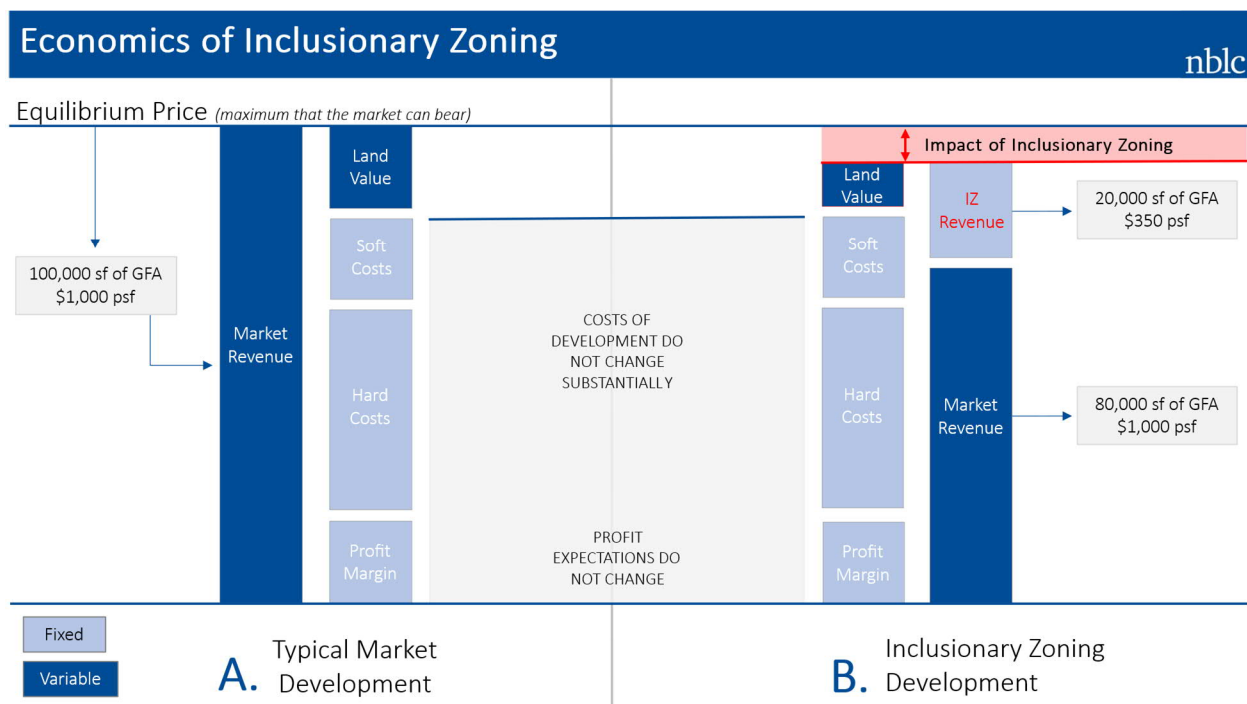 Economics of Inclusionary Zoning
nblc
Equilibrium Price (maximum that the market can bear)
Land
Value
Soft
Costs
100,000 sf of GFA
$1,000 psf
Market
Revenue
Hard
Costs
Profit
Margin
COSTS OF
DEVELOPMENT DO
NOT CHANGE
SUBSTANTIALLY
PROFIT
EXPECTATIONS DO
NOT CHANGE
Impact of Inclusionary Zoning
Land
Value
Soft
Costs
Hard
Costs
Profit
Margin
IZ
Revenue
20,000 sf of GFA
$350 psf
Market
Revenue
80,000 sf of GFA
$1,000 psf
Fixed
Variable
A. Typical Market
Development
B. Inclusionary Zoning
Development